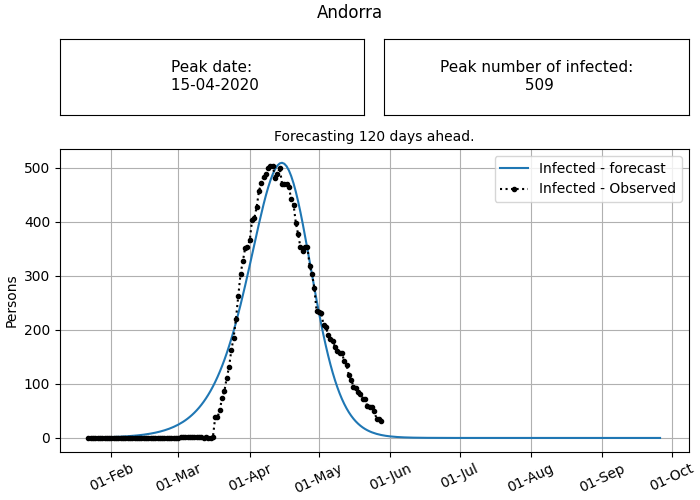 Andorra
Peak date:
15-04-2020
Peak number of infected:
509
Forecasting 120 days ahead.
Infected - forecast
Infected - Observed
Persons
500
400
300
200
100
0
01-Feb
01-Mar
01-Apr
01-May
01-Jun
01-Jul
01-Aug
01-Sep
01-Oct